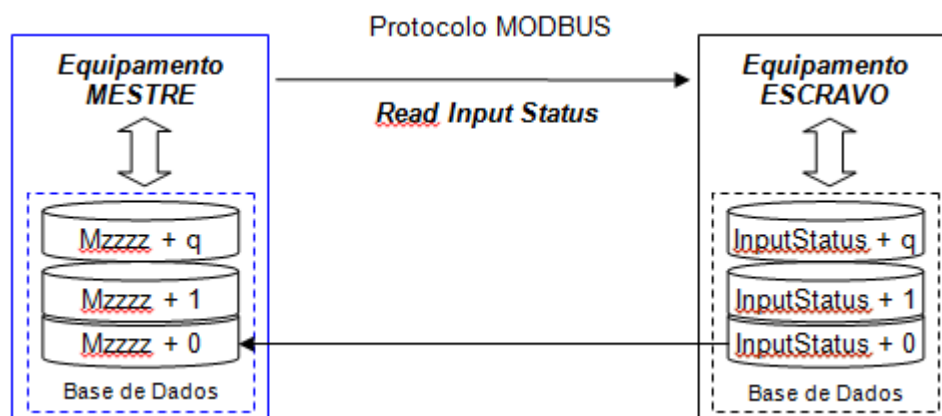 Protocolo MODBUS
Equipamento
MESTRE
Read Input Status
Equipamento
ESCRAVO
Mzzzz + q
Mzzzz + 1
Mzzzz + 0
Base de Dados
InputStatus + q
InputStatus + 1
InputStatus + 0
Base de Dados